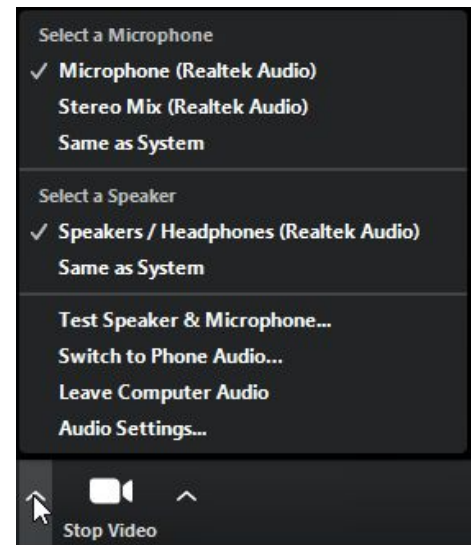 Select a Microphone
Microphone (Realtek Audio)
Stereo Mix (Realtek Audio)
Same as System
Select a Speaker
Speakers / Headphones (Realtek Audio)
Same as System
Test Speaker & Microphone...
Switch to Phone Audio...
Leave Computer Audio
Audio Settings...
Stop Video